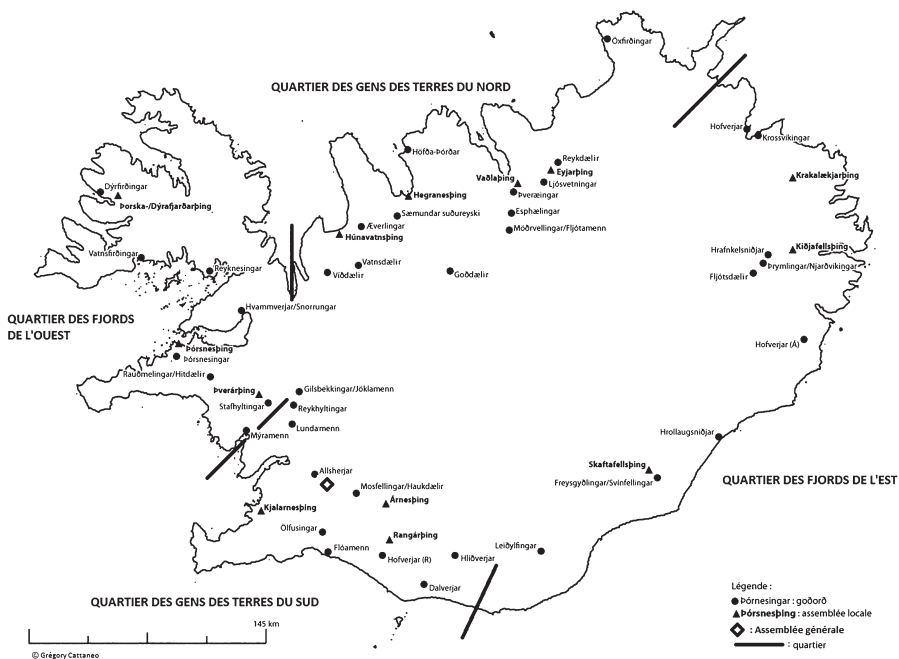 Öxfirðingar
QUARTIER DES GENS DES TERRES DU NORD
Hofverjar
Krossvíkingar
Höfða-Þórðar
Reykdælir
Eyjarþing
Vaðlaþing
Ljósvetningar
Þveræingar
Krakalækjarþing
Dýrfirðingar
Þorska-/Dýrafjarðarþing
Hegranesþing
Sæmundar suðureyski
Esphælingar
Æverlingar
Húnavatnsþing
Möðrvellingar/Fljótamenn
Vatnsfirðingar
Reyknesingar
Víðdælir
Vatnsdælir
Goðdælir
Hrafnkelsniðjar
Kiðjafellsþing
Þrymlingar/Njarðvíkingar
Fljótsdælir
QUARTIER DES FJORDS
DE L'OUEST
Hvammverjar/Snorrungar
Þórsnesþing
Þórsnesingar
Hofverjar (Á)
Rauðmelingar/Hitdælir
Þverárþing
Stafhyltingar
Gilsbekkingar/Jöklamenn
Reykhyltingar
Mýramenn
Lundamenn
Hrollaugsniðjar
Allsherjar
Mosfellingar/Haukdælir
Skaftafellsþing
Freysgyðlingar/Svínfellingar
QUARTIER DES FJORDS DE L'EST
Kjalarnesþing
Árnesþing
Ölfusingar
Rangárþing
Flóamenn
Hofverjar (R)
Hlíðverjar
Leiðylfingar
Dalverjar
QUARTIER DES GENS DES TERRES DU SUD
Légende :
Þórnesingar : goðorð
Þórsnesþing : assemblée locale
: Assemblée générale
: quartier
145 km
© Grégory Cattaneo